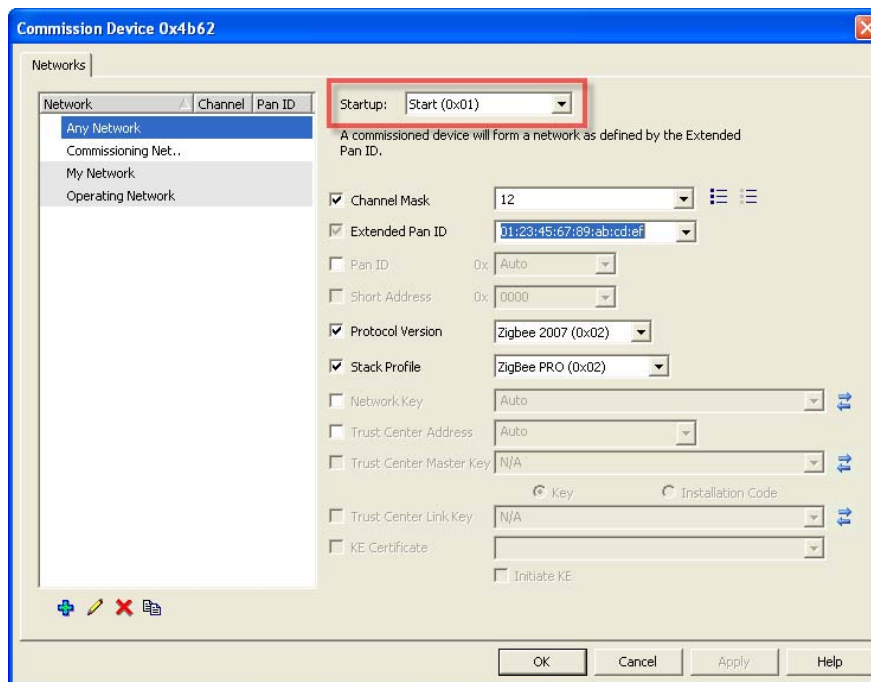 Commission Device 0x4b62
Networks
Network Channel Pan ID
Any Network
Commissioning Net..
My Network
Operating Network
Startup: Start (0x01)
A commissioned device will form a network as defined by the Extended
Pan ID.
Channel Mask 12
Extended Pan ID 01:23:45:67:89:ab:cd:ef
Pan ID 0x Auto
Short Address 0x 0000
Protocol Version Zigbee 2007 (0x02)
Stack Profile ZigBee PRO (0x02)
Network Key Auto
Trust Center Address Auto
Trust Center Master Key N/A
Key Installation Code
Trust Center Link Key N/A
KE Certificate
Initiate KE
OK Cancel Apply Help